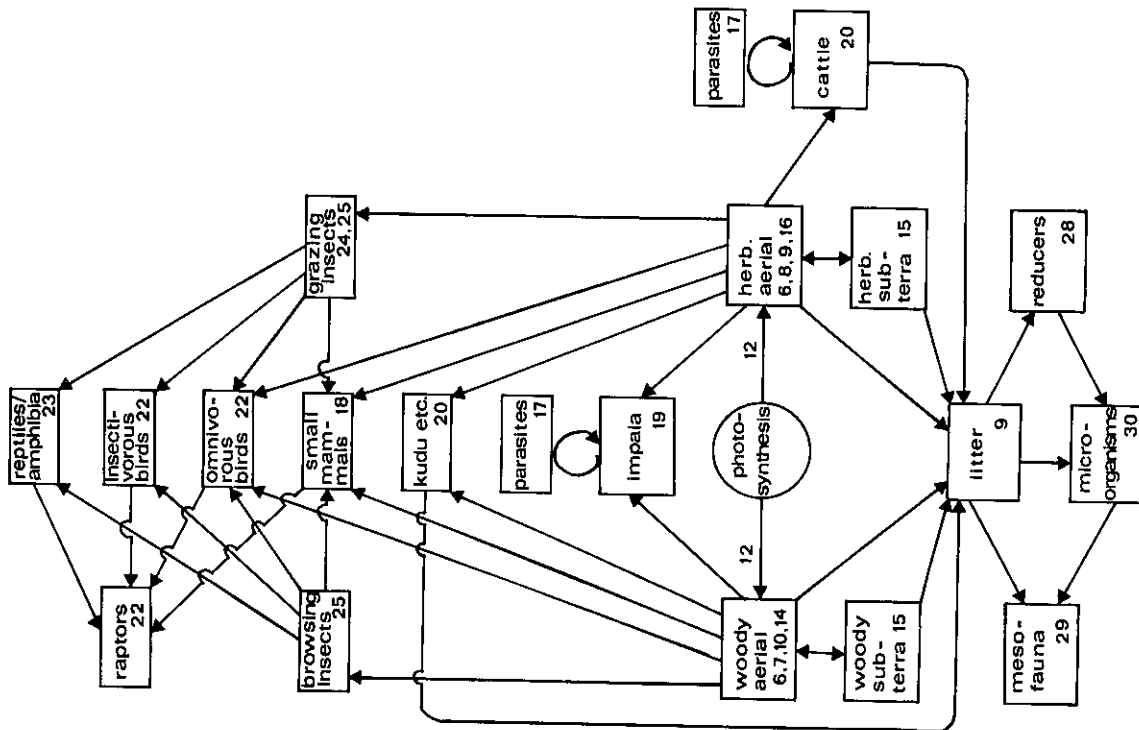 parasites
17
cattle
20
reptiles/
amphibia
23
insecti-
vorous
birds 22
omnivo-
rous
birds 22
small
mam-
mals 18
kudu etc.
20
parasites
17
impala
19
grazing
insects
24,25
raptors
22
browsing
insects
25
herb.
aerial
6,8,9,16
herb.
sub-
terra 15
12
photo-
synthesis
12
woody
aerial
6,7,10,14
woody
sub-
terra 15
litter
9
reducers
28
micro-
organisms
30
meso-
fauna
29